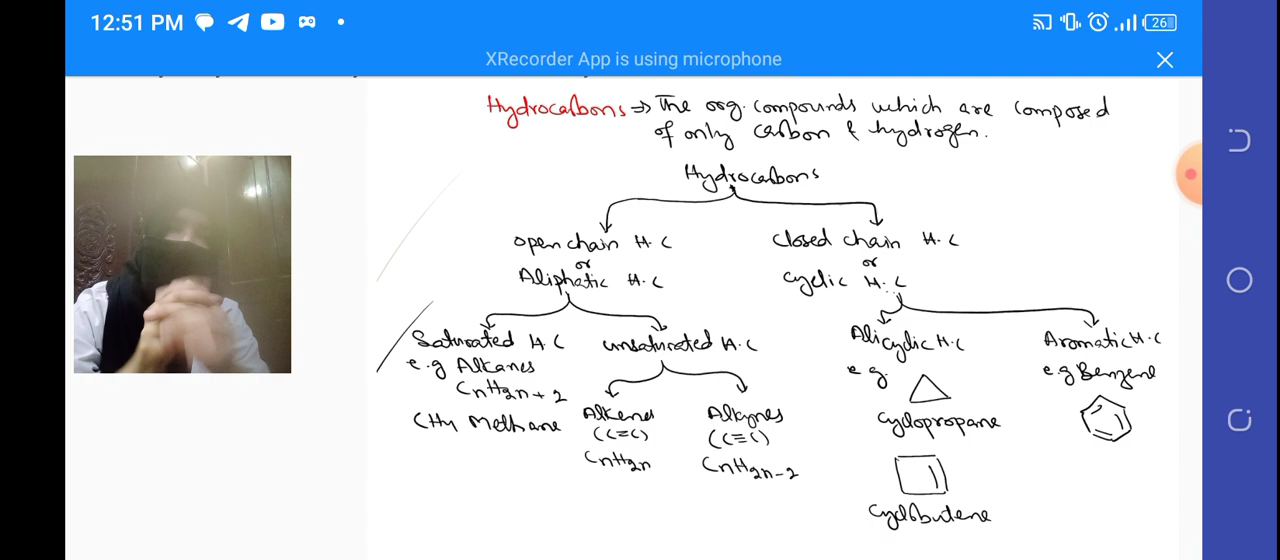 12:51 PM
26
XRecorder App is using microphone
Hydrocarbons ⇒ The org. compounds which are composed
of only carbon & hydrogen.
Hydrocarbons
open chain H.C
or
Aliphatic H.C
Closed chain H.C
or
cyclic H.C
Saturated H.C
e.g Alkanes
CnH2n+2
CH4 Methane
unsaturated H.C
Alkenes
(C=C)
CnH2n
Alkynes
(C≡C)
CnH2n-2
Alicyclic H.C
e.g.
Cyclopropane
Cyclobutene
Aromatic H.C
e.g Benzene